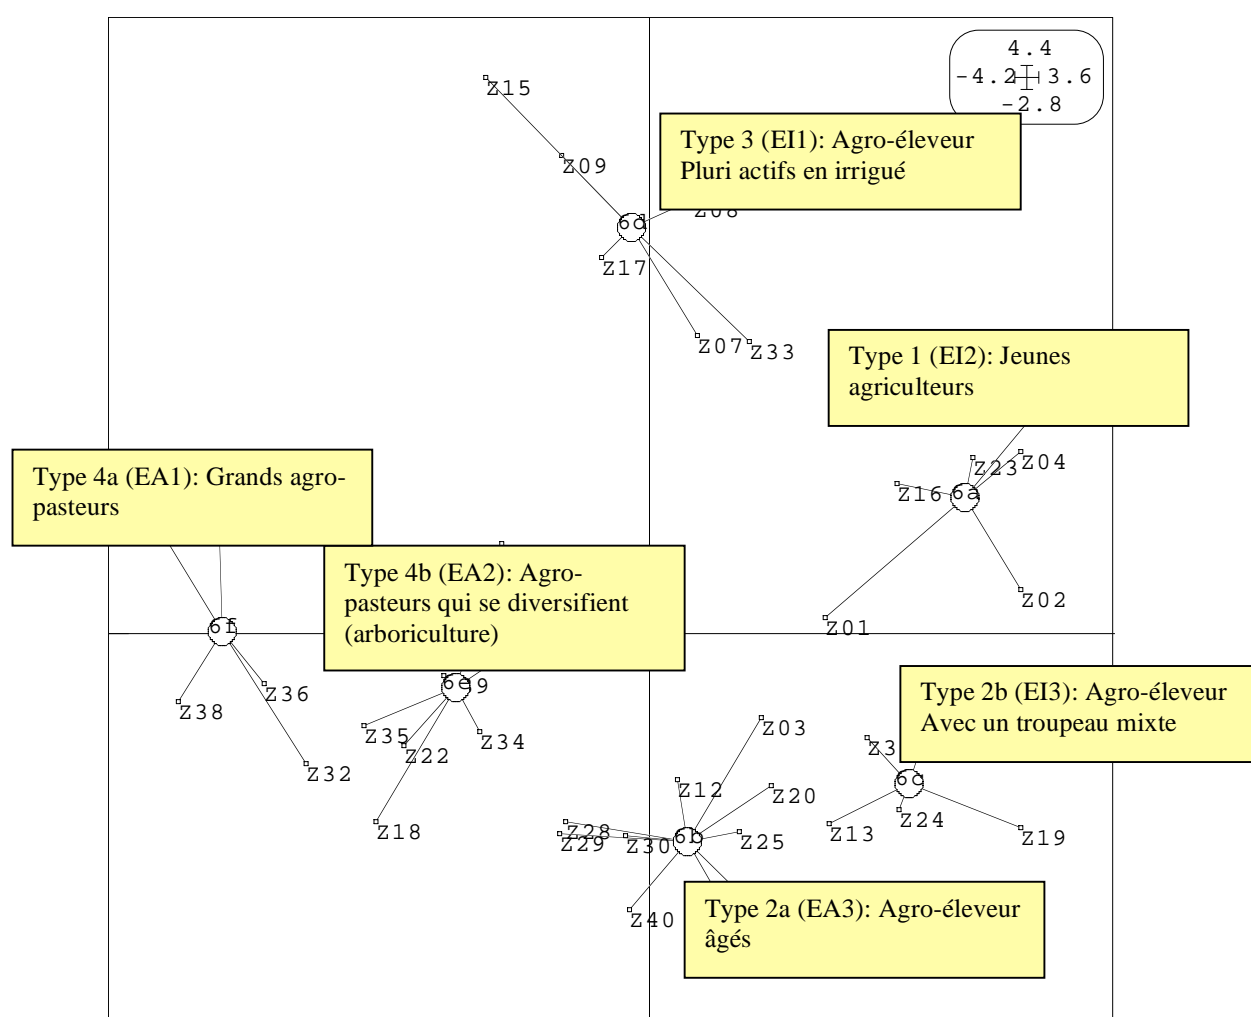 4.4
-4.2 3.6
-2.8
Z15
Type 3 (EI1): Agro-éleveur
Pluri actifs en irrigué
Z09
Z08
6d
Z17
Z07
Z33
Type 1 (EI2): Jeunes
agriculteurs
Z23
Z04
Z16
6a
Z02
Z01
Type 4a (EA1): Grands agro-
pasteurs
Type 4b (EA2): Agro-
pasteurs qui se diversifient
(arboriculture)
6f
Z36
Z38
Z32
6e
9
Z35
Z22
Z34
Z18
Type 2b (EI3): Agro-éleveur
Avec un troupeau mixte
Z03
Z3
6c
Z12
Z20
Z13
Z24
Z19
Z28
Z29
Z30
6b
Z25
Z40
Type 2a (EA3): Agro-éleveur
âgés